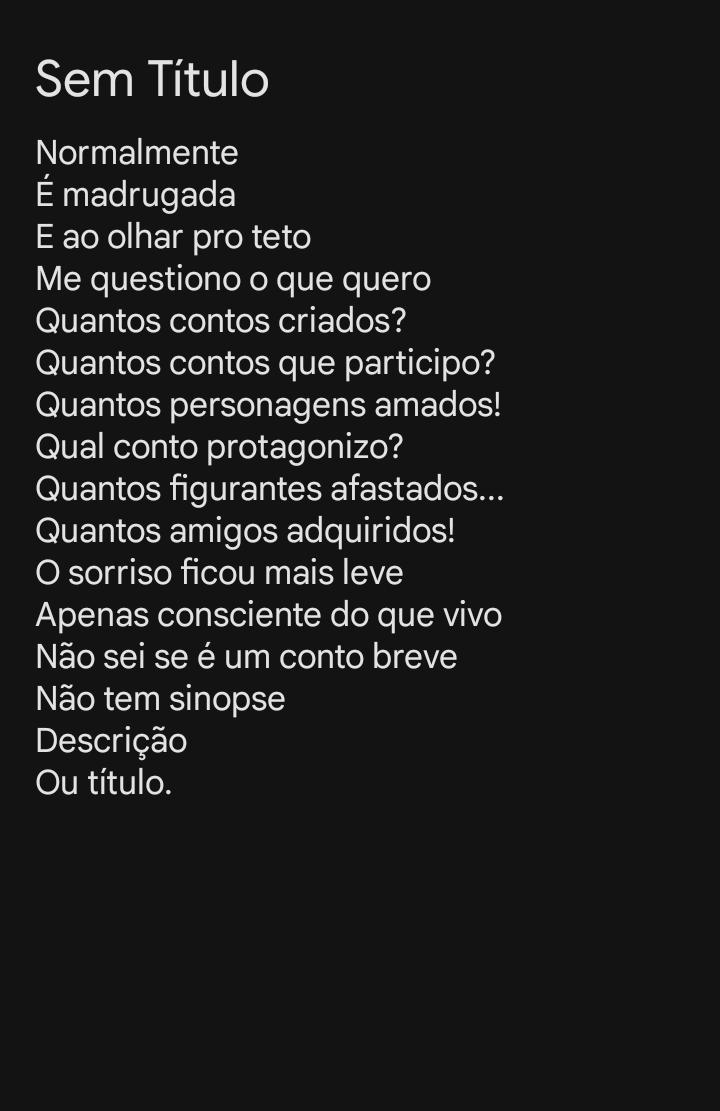 Sem Título
Normalmente
É madrugada
E ao olhar pro teto
Me questiono o que quero
Quantos contos criados?
Quantos contos que participo?
Quantos personagens amados!
Qual conto protagonizo?
Quantos figurantes afastados...
Quantos amigos adquiridos!
O sorriso ficou mais leve
Apenas consciente do que vivo
Não sei se é um conto breve
Não tem sinopse
Descrição
Ou título.